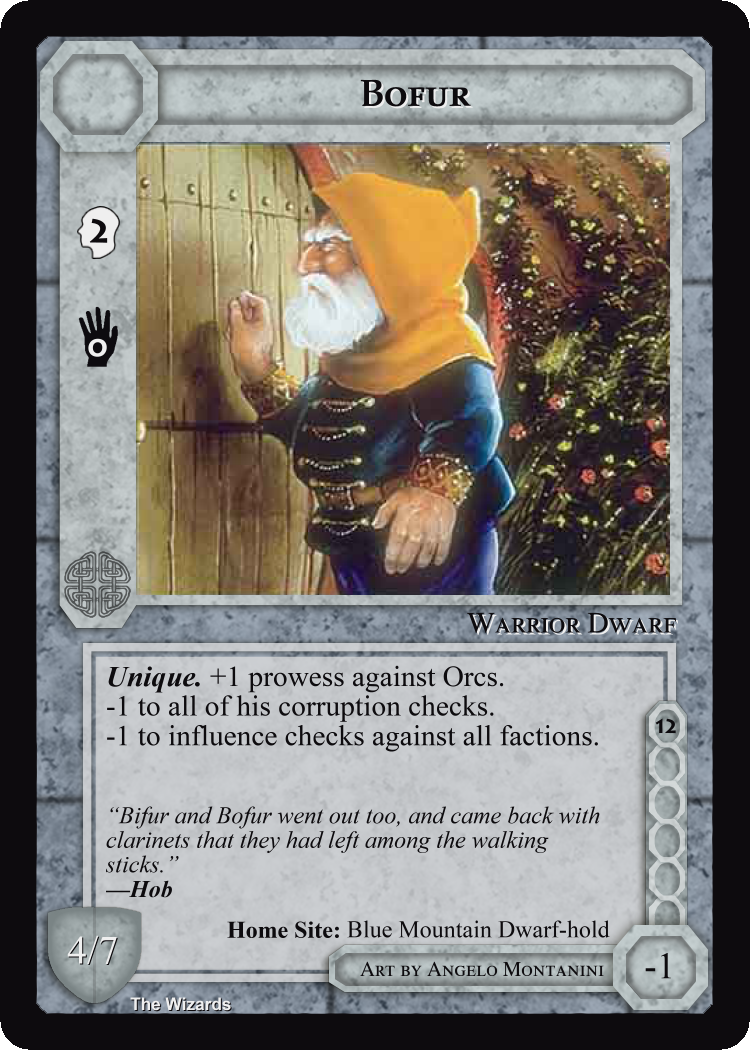 Bofur
2
0
Warrior Dwarf
Unique. +1 prowess against Orcs.
-1 to all of his corruption checks.
-1 to influence checks against all factions.
12
“Bifur and Bofur went out too, and came back with
clarinets that they had left among the walking
sticks.”
—Hob
Home Site: Blue Mountain Dwarf-hold
4/7
Art by Angelo Montanini
-1
The Wizards